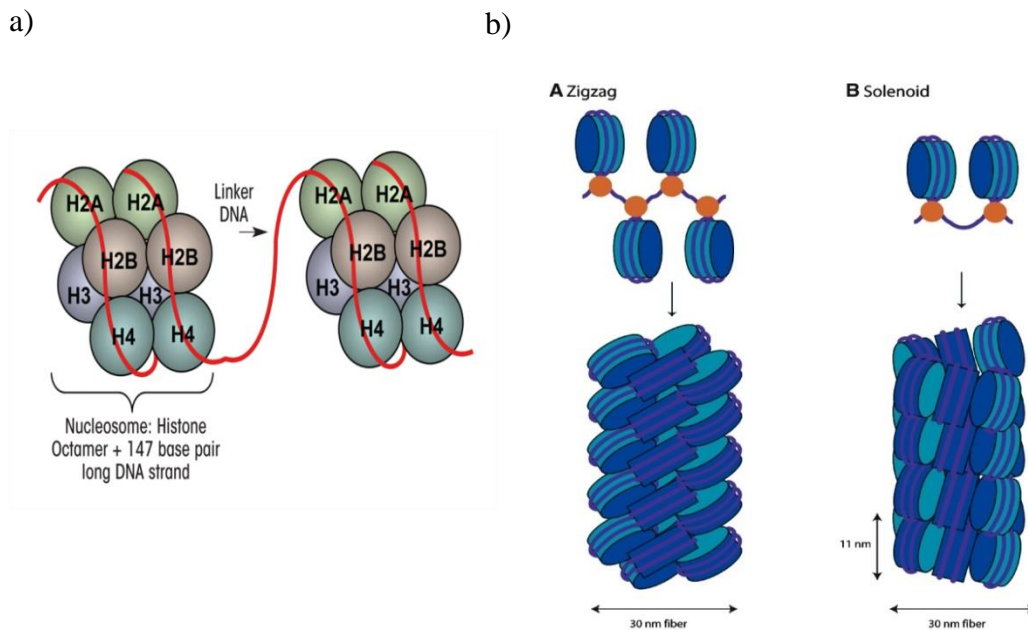 a)
b)
A Zigzag
B Solenoid
H2A
H2A
H2B
H2B
H3
H3
H4
H4
Linker
DNA
H2A
H2A
H2B
H2B
H3
H3
H4
H4
Nucleosome: Histone
Octamer + 147 base pair
long DNA strand
11 nm
30 nm fiber
30 nm fiber